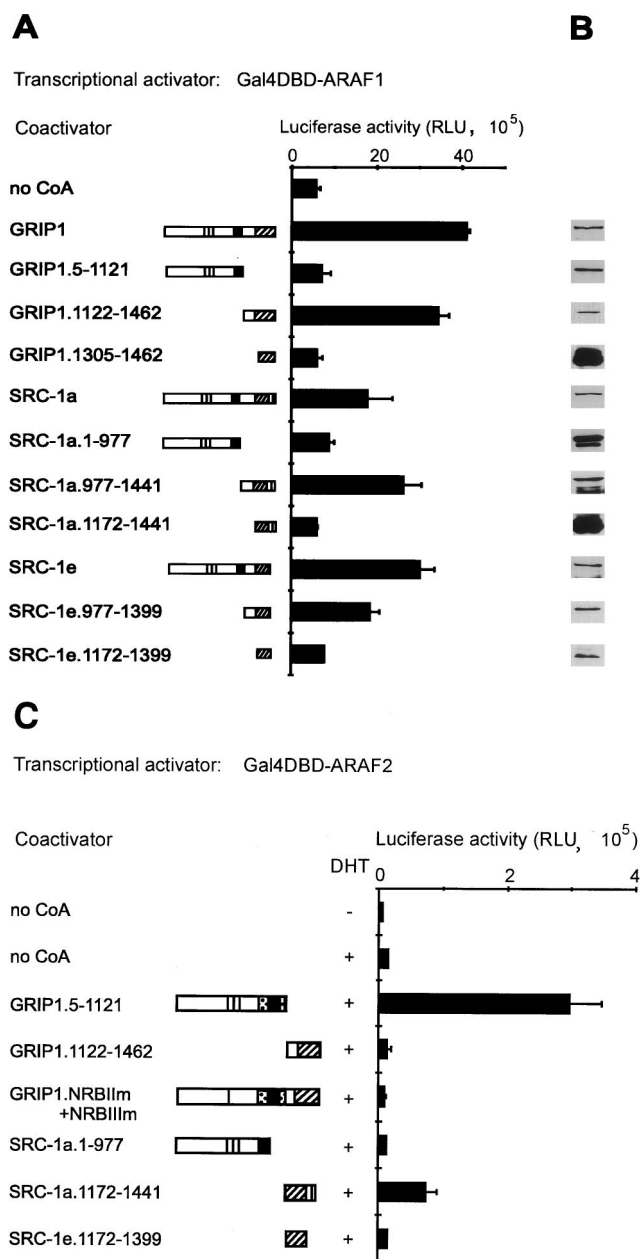 A
B
Transcriptional activator: Gal4DBD-ARAF1
Coactivator
Luciferase activity (RLU, 10⁵)
0 20 40
no CoA
GRIP1
GRIP1.5-1121
GRIP1.1122-1462
GRIP1.1305-1462
SRC-1a
SRC-1a.1-977
SRC-1a.977-1441
SRC-1a.1172-1441
SRC-1e
SRC-1e.977-1399
SRC-1e.1172-1399
C
Transcriptional activator: Gal4DBD-ARAF2
Coactivator
Luciferase activity (RLU, 10⁵)
DHT 0 2 4
no CoA -
no CoA +
GRIP1.5-1121 +
GRIP1.1122-1462 +
GRIP1.NRBIIm +
+NRBIIIm
SRC-1a.1-977 +
SRC-1a.1172-1441 +
SRC-1e.1172-1399 +